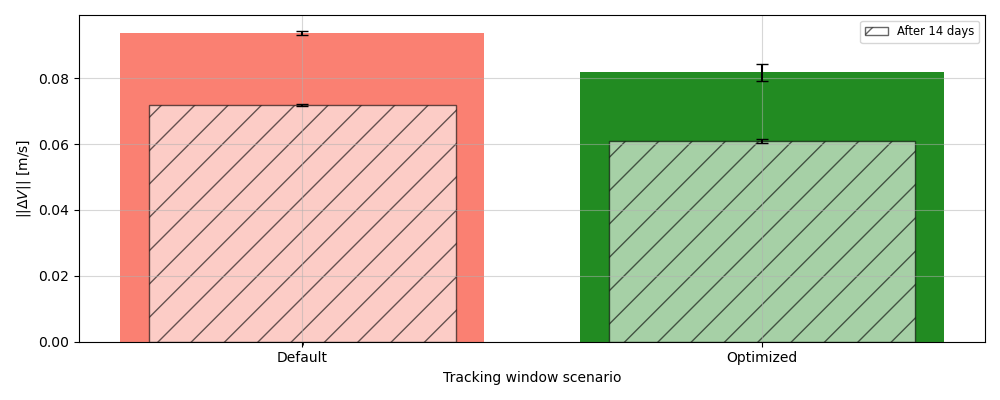 After 14 days
||ΔV|| [m/s]
0.08
0.06
0.04
0.02
0.00
Default
Optimized
Tracking window scenario